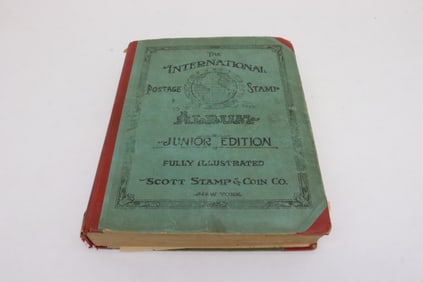 The
International
Postage Stamp
Album
Junior Edition
Fully Illustrated
Scott Stamp & Coin Co.
New York.